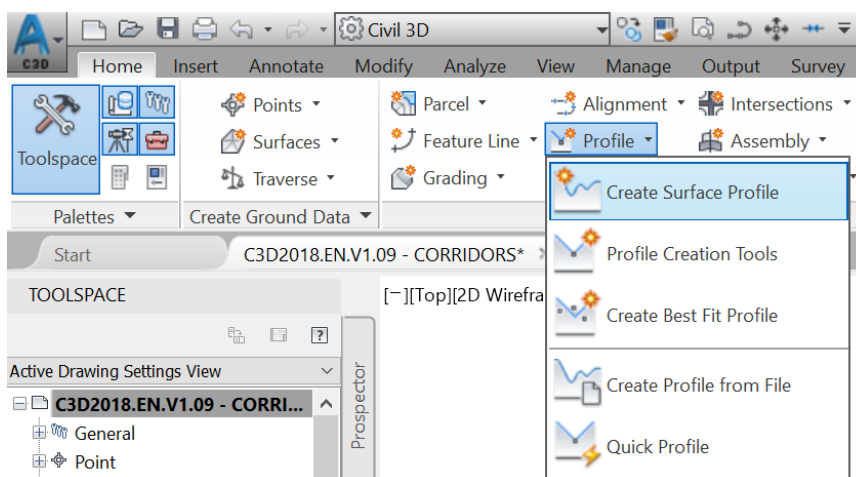 C3D
Civil 3D
Home Insert Annotate Modify Analyze View Manage Output Survey
Toolspace
Points
Surfaces
Traverse
Parcel
Feature Line
Grading
Alignment
Profile
Intersections
Assembly
Palettes
Create Ground Data
Create Surface Profile
Profile Creation Tools
Create Best Fit Profile
Create Profile from File
Quick Profile
Start
C3D2018.EN.V1.09 - CORRIDORS*
TOOLSPACE
[−][Top][2D Wirefra
Active Drawing Settings View
C3D2018.EN.V1.09 - CORRI...
General
Point
Prospector